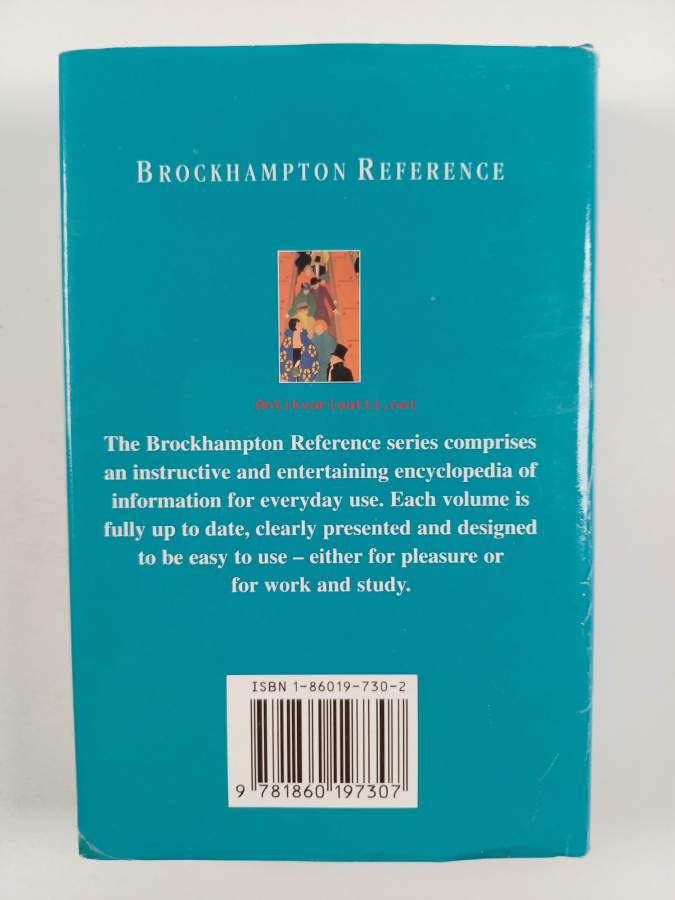 BROCKHAMPTON REFERENCE
Antikvariaatti.net
The Brockhampton Reference series comprises
an instructive and entertaining encyclopedia of
information for everyday use. Each volume is
fully up to date, clearly presented and designed
to be easy to use – either for pleasure or
for work and study.
ISBN 1-86019-730-2
9 781860 197307